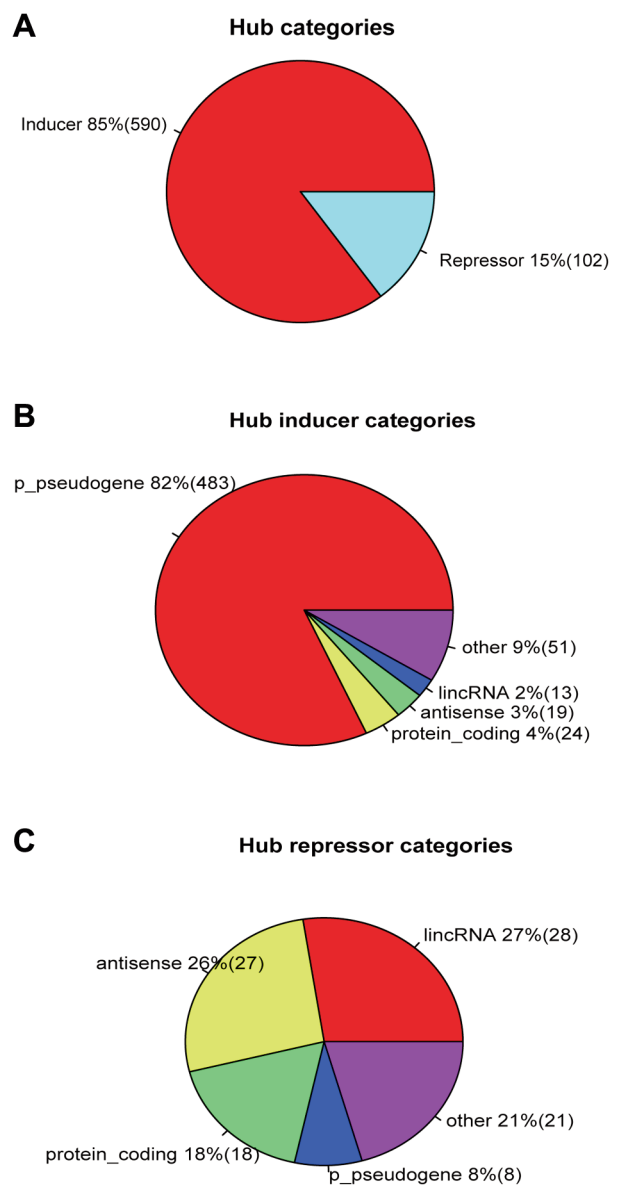 A
Hub categories
Inducer 85%(590)
Repressor 15%(102)
B
Hub inducer categories
p_pseudogene 82%(483)
other 9%(51)
lincRNA 2%(13)
antisense 3%(19)
protein_coding 4%(24)
C
Hub repressor categories
lincRNA 27%(28)
antisense 26%(27)
other 21%(21)
protein_coding 18%(18)
p_pseudogene 8%(8)